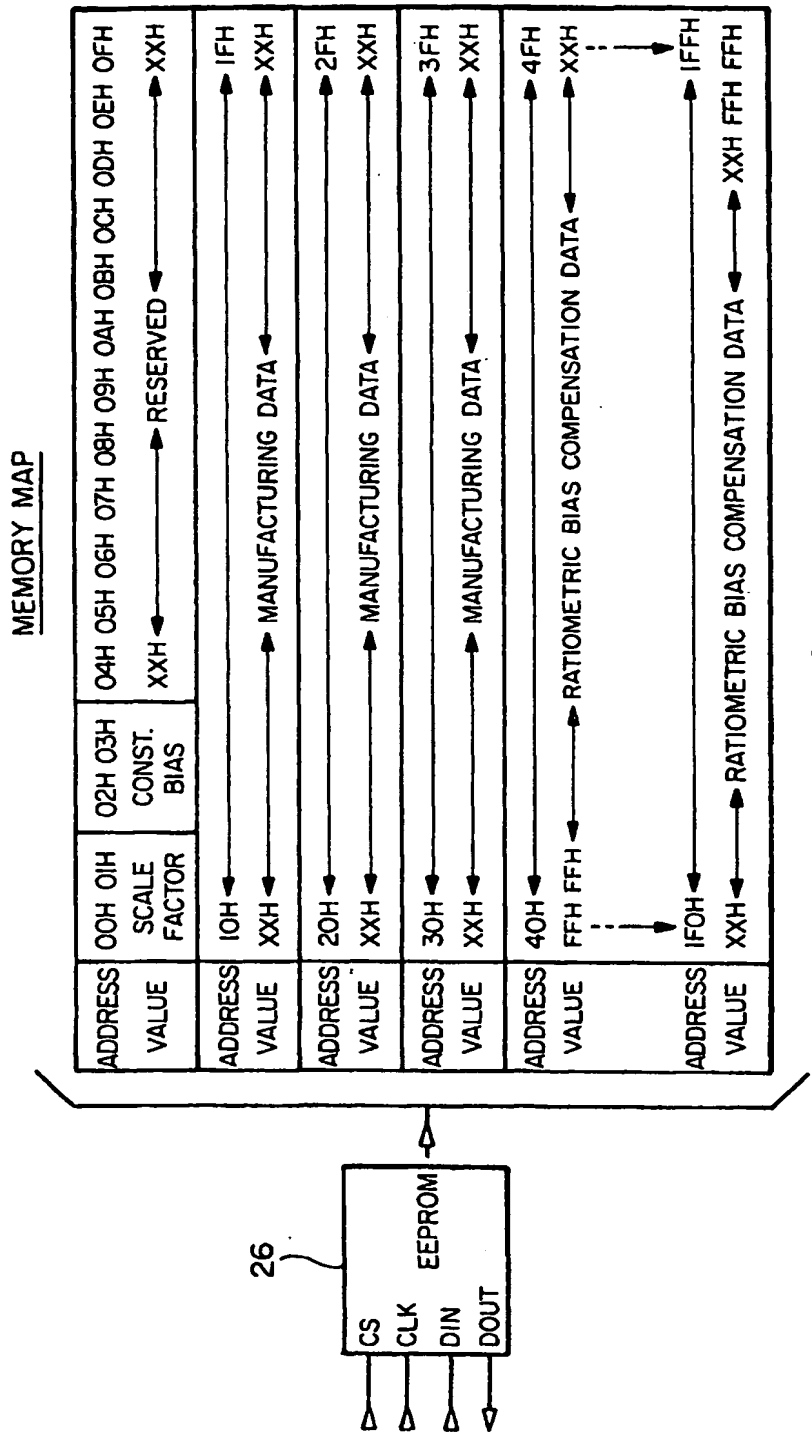 MEMORY MAP
ADDRESS 00H 01H 02H 03H 04H 05H 06H 07H 08H 09H 0AH 0BH 0CH 0DH 0EH 0FH
VALUE SCALE FACTOR CONST. BIAS XXH RESERVED XXH
ADDRESS 10H 1FH
VALUE XXH MANUFACTURING DATA XXH
ADDRESS 20H 2FH
VALUE XXH MANUFACTURING DATA XXH
ADDRESS 30H 3FH
VALUE XXH MANUFACTURING DATA XXH
ADDRESS 40H 4FH
VALUE FFH FFH RATIOMETRIC BIAS COMPENSATION DATA XXH
ADDRESS 1F0H 1FFH
VALUE XXH RATIOMETRIC BIAS COMPENSATION DATA XXH FFH FFH
26
CS
CLK
EEPROM
DIN
DOUT